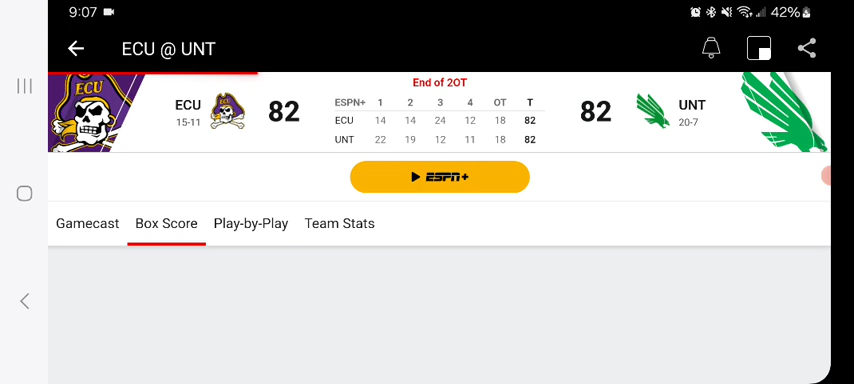 9:07 42%
ECU @ UNT
End of 2OT
ECU
ECU 15-11 82
ESPN+ 1 2 3 4 OT T
ECU 14 14 24 12 18 82
UNT 22 19 12 11 18 82
82 UNT 20-7
ESPN+
Gamecast Box Score Play-by-Play Team Stats